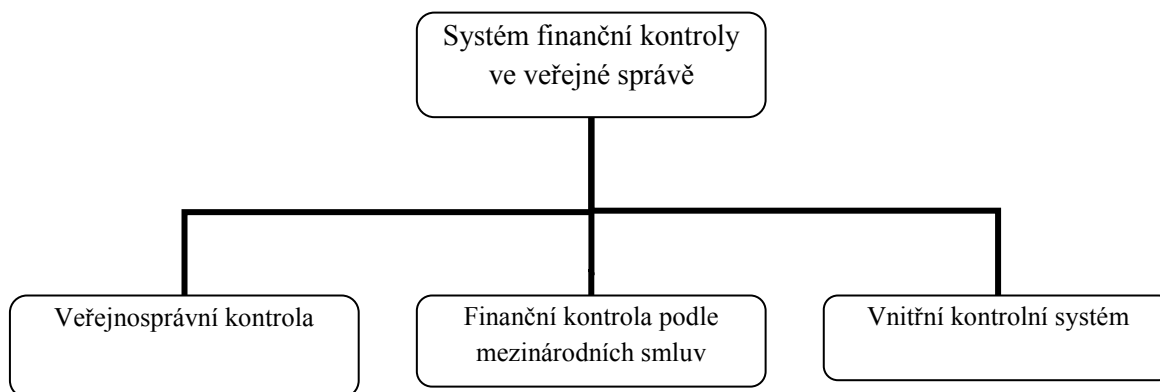 Systém finanční kontroly
ve veřejné správě
Veřejnosprávní kontrola
Finanční kontrola podle
mezinárodních smluv
Vnitřní kontrolní systém